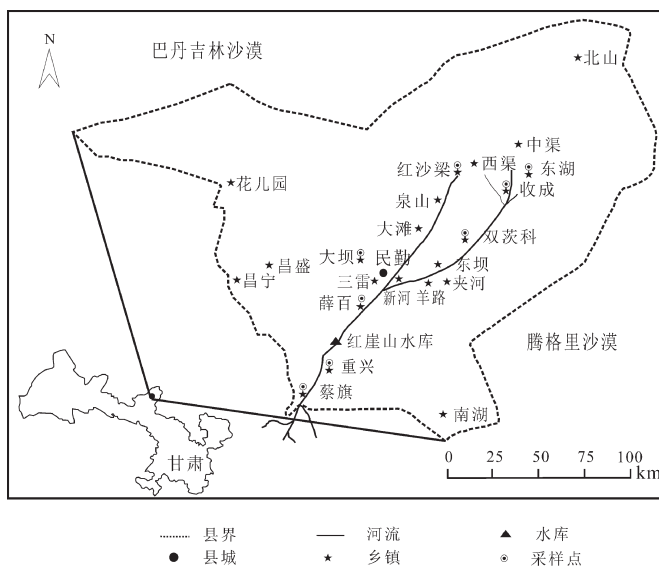 巴丹吉林沙漠
N
北山
中渠
西渠
东湖
红沙梁
收成
花儿园
泉山
大滩
双茨科
大坝
民勤
东坝
昌盛
昌宁
三雷
新河
羊路
夹河
薛百
红崖山水库
腾格里沙漠
重兴
蔡旗
南湖
甘肃
0 25 50 75 100
km
县界
河流
水库
县城
乡镇
采样点